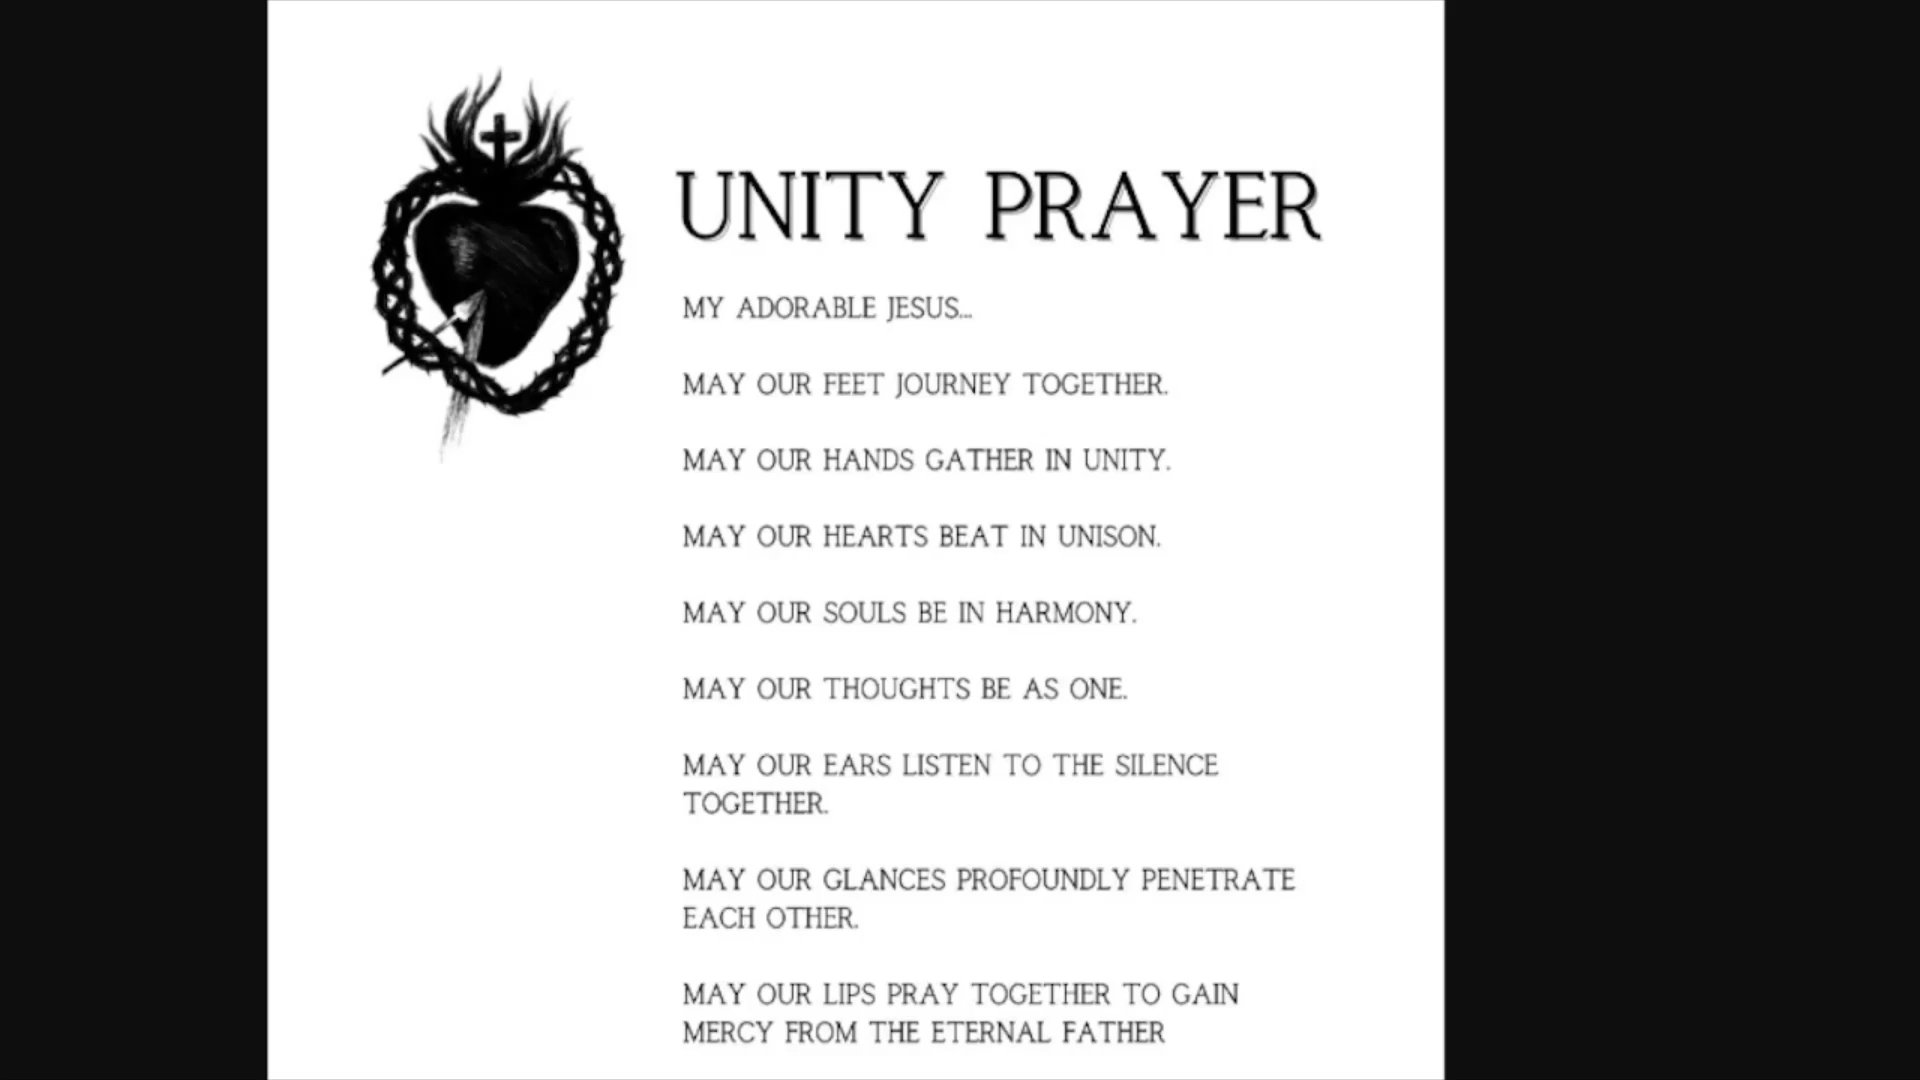 UNITY PRAYER
MY ADORABLE JESUS...
MAY OUR FEET JOURNEY TOGETHER.
MAY OUR HANDS GATHER IN UNITY.
MAY OUR HEARTS BEAT IN UNISON.
MAY OUR SOULS BE IN HARMONY.
MAY OUR THOUGHTS BE AS ONE.
MAY OUR EARS LISTEN TO THE SILENCE
TOGETHER.
MAY OUR GLANCES PROFOUNDLY PENETRATE
EACH OTHER.
MAY OUR LIPS PRAY TOGETHER TO GAIN
MERCY FROM THE ETERNAL FATHER